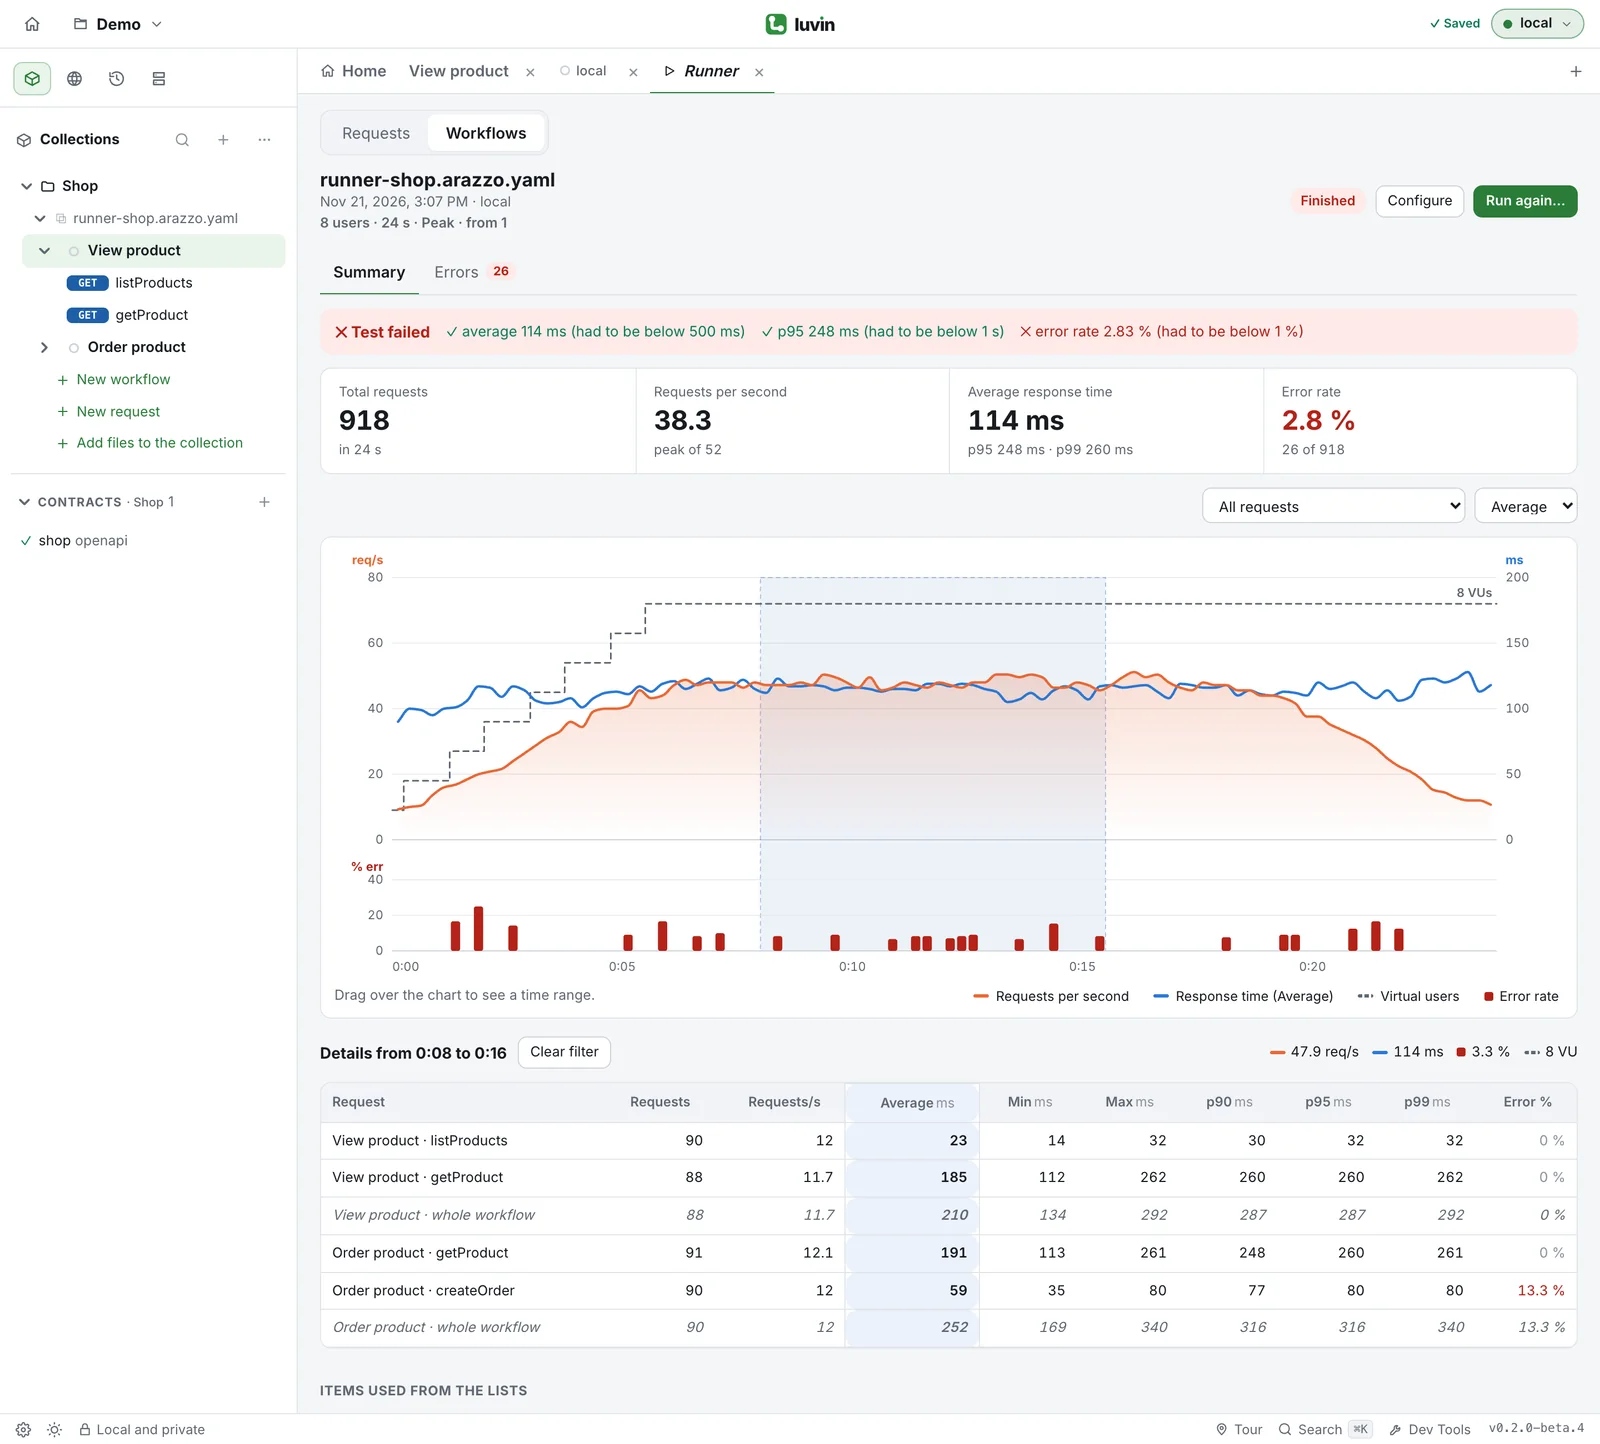 Demo
luvin
Saved
local
Home
View product
local
Runner
Collections
Shop
runner-shop.arazzo.yaml
View product
GET listProducts
GET getProduct
Order product
+ New workflow
+ New request
+ Add files to the collection
CONTRACTS · Shop 1
shop openapi
Requests
Workflows
runner-shop.arazzo.yaml
Nov 21, 2026, 3:07 PM · local
8 users · 24 s · Peak · from 1
Finished
Configure
Run again...
Summary
Errors 26
✕ Test failed ✓ average 114 ms (had to be below 500 ms) ✓ p95 248 ms (had to be below 1 s) ✕ error rate 2.83 % (had to be below 1 %)
Total requests
918
in 24 s
Requests per second
38.3
peak of 52
Average response time
114 ms
p95 248 ms · p99 260 ms
Error rate
2.8 %
26 of 918
All requests
Average
req/s
ms
80
200
8 VUs
60
150
40
100
20
50
0
0
% err
40
20
0
0:00 0:05 0:10 0:15 0:20
Drag over the chart to see a time range.
Requests per second Response time (Average) Virtual users Error rate
Details from 0:08 to 0:16
Clear filter
47.9 req/s 114 ms 3.3 % 8 VU
Request Requests Requests/s Average ms Min ms Max ms p90 ms p95 ms p99 ms Error %
View product · listProducts 90 12 23 14 32 30 32 32 0 %
View product · getProduct 88 11.7 185 112 262 260 260 262 0 %
View product · whole workflow 88 11.7 210 134 292 287 287 292 0 %
Order product · getProduct 91 12.1 191 113 261 248 260 261 0 %
Order product · createOrder 90 12 59 35 80 77 80 80 13.3 %
Order product · whole workflow 90 12 252 169 340 316 316 340 13.3 %
ITEMS USED FROM THE LISTS
Local and private
Tour
Search ⌘K
Dev Tools
v0.2.0-beta.4